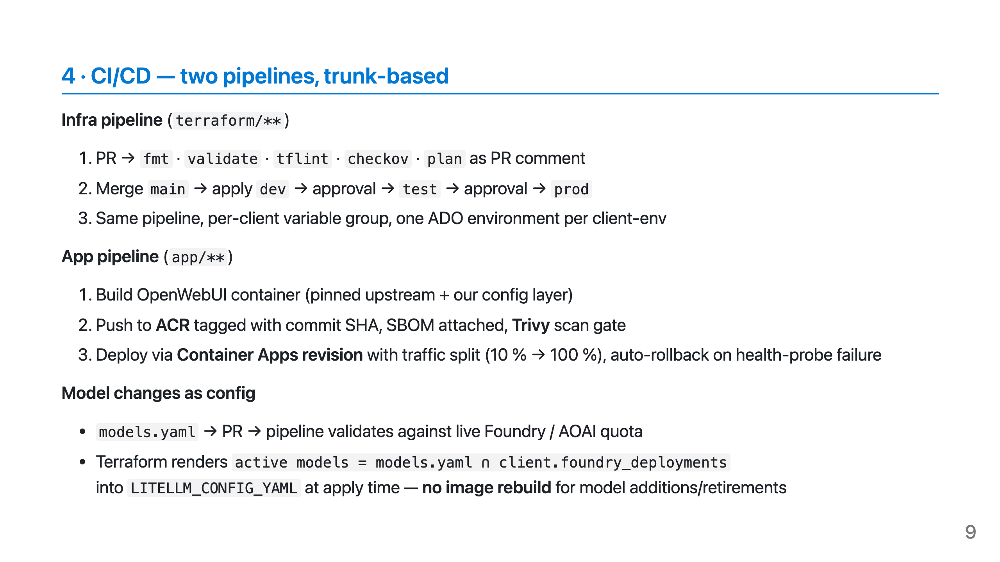 4 · CI/CD — two pipelines, trunk-based
Infra pipeline (terraform/**)
1. PR → fmt · validate · tflint · checkov · plan as PR comment
2. Merge main → apply dev → approval → test → approval → prod
3. Same pipeline, per-client variable group, one ADO environment per client-env
App pipeline (app/**)
1. Build OpenWebUI container (pinned upstream + our config layer)
2. Push to ACR tagged with commit SHA, SBOM attached, Trivy scan gate
3. Deploy via Container Apps revision with traffic split (10 % → 100 %), auto-rollback on health-probe failure
Model changes as config
• models.yaml → PR → pipeline validates against live Foundry / AOAI quota
• Terraform renders active models = models.yaml ∩ client.foundry_deployments
into LITELLM_CONFIG_YAML at apply time — no image rebuild for model additions/retirements
9